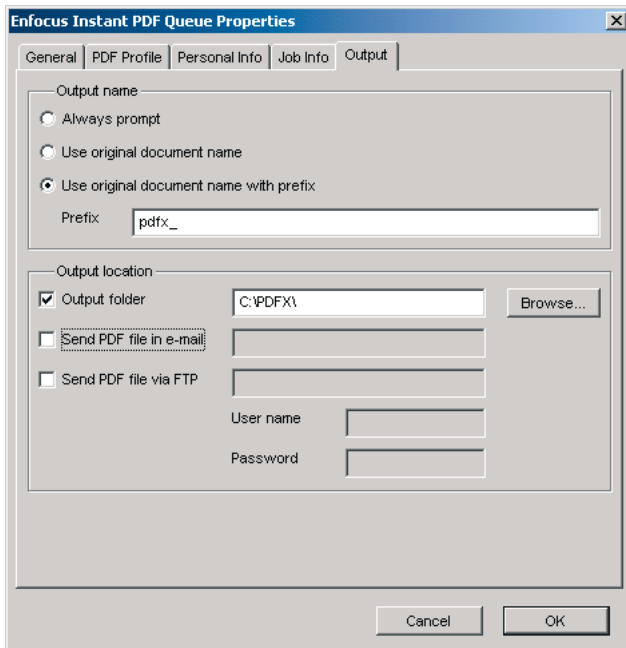 Enfocus Instant PDF Queue Properties
General PDF Profile Personal Info Job Info Output
Output name
Always prompt
Use original document name
Use original document name with prefix
Prefix pdfx_
Output location
Output folder C:\PDFX\ Browse...
Send PDF file in e-mail
Send PDF file via FTP
User name
Password
Cancel OK